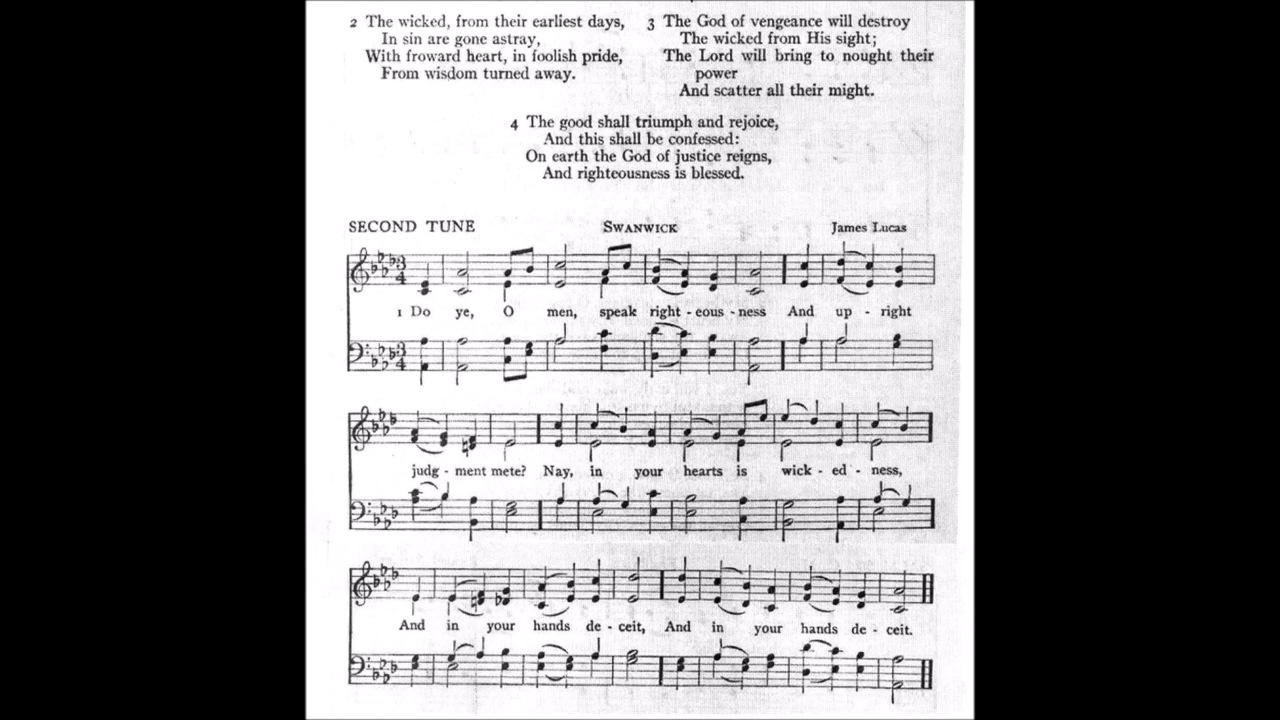 2 The wicked, from their earliest days,
In sin are gone astray,
With froward heart, in foolish pride,
From wisdom turned away.
3 The God of vengeance will destroy
The wicked from His sight;
The Lord will bring to nought their
power
And scatter all their might.
4 The good shall triumph and rejoice,
And this shall be confessed:
On earth the God of justice reigns,
And righteousness is blessed.
SECOND TUNE SWANWICK James Lucas
3
4
1 Do ye, O men, speak right - eous - ness And up - right
3
4
judg - ment mete? Nay, in your hearts is wick - ed - ness,
And in your hands de - ceit, And in your hands de - ceit.